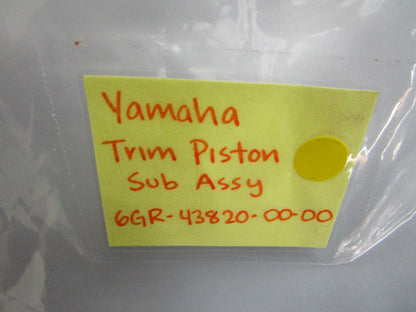 Yamaha
Trim Piston
Sub Assy
6GR-43820-00-00